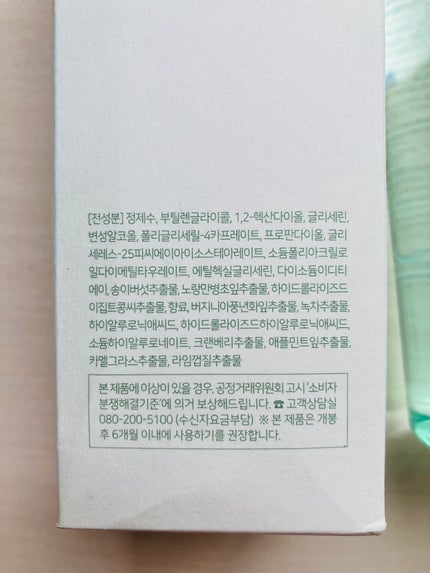 [전성분] 정제수, 부틸렌글라이콜, 1,2-헥산다이올, 글리세린,
변성알코올, 폴리글리세릴-4카프레이트, 프로판다이올, 글리
세레스-25피씨에이아이소스테아레이트, 소듐폴리아크릴로
일다이메틸타우레이트, 에틸헥실글리세린, 다이소듐이디티
에이, 송이버섯추출물, 노랑만병초잎추출물, 하이드롤라이즈드
이집트콩씨추출물, 향료, 버지니아풍년화잎추출물, 녹차추출물,
하이알루로닉애씨드, 하이드롤라이즈드하이알루로닉애씨드,
소듐하이알루로네이트, 크랜베리추출물, 애플민트잎추출물,
카멜그라스추출물, 라임껍질추출물
본 제품에 이상이 있을 경우, 공정거래위원회 고시 '소비자
분쟁해결기준'에 의거 보상해드립니다. ☎ 고객상담실
080-200-5100 (수신자요금부담) ※ 본 제품은 개봉
후 6개월 이내에 사용하기를 권장합니다.